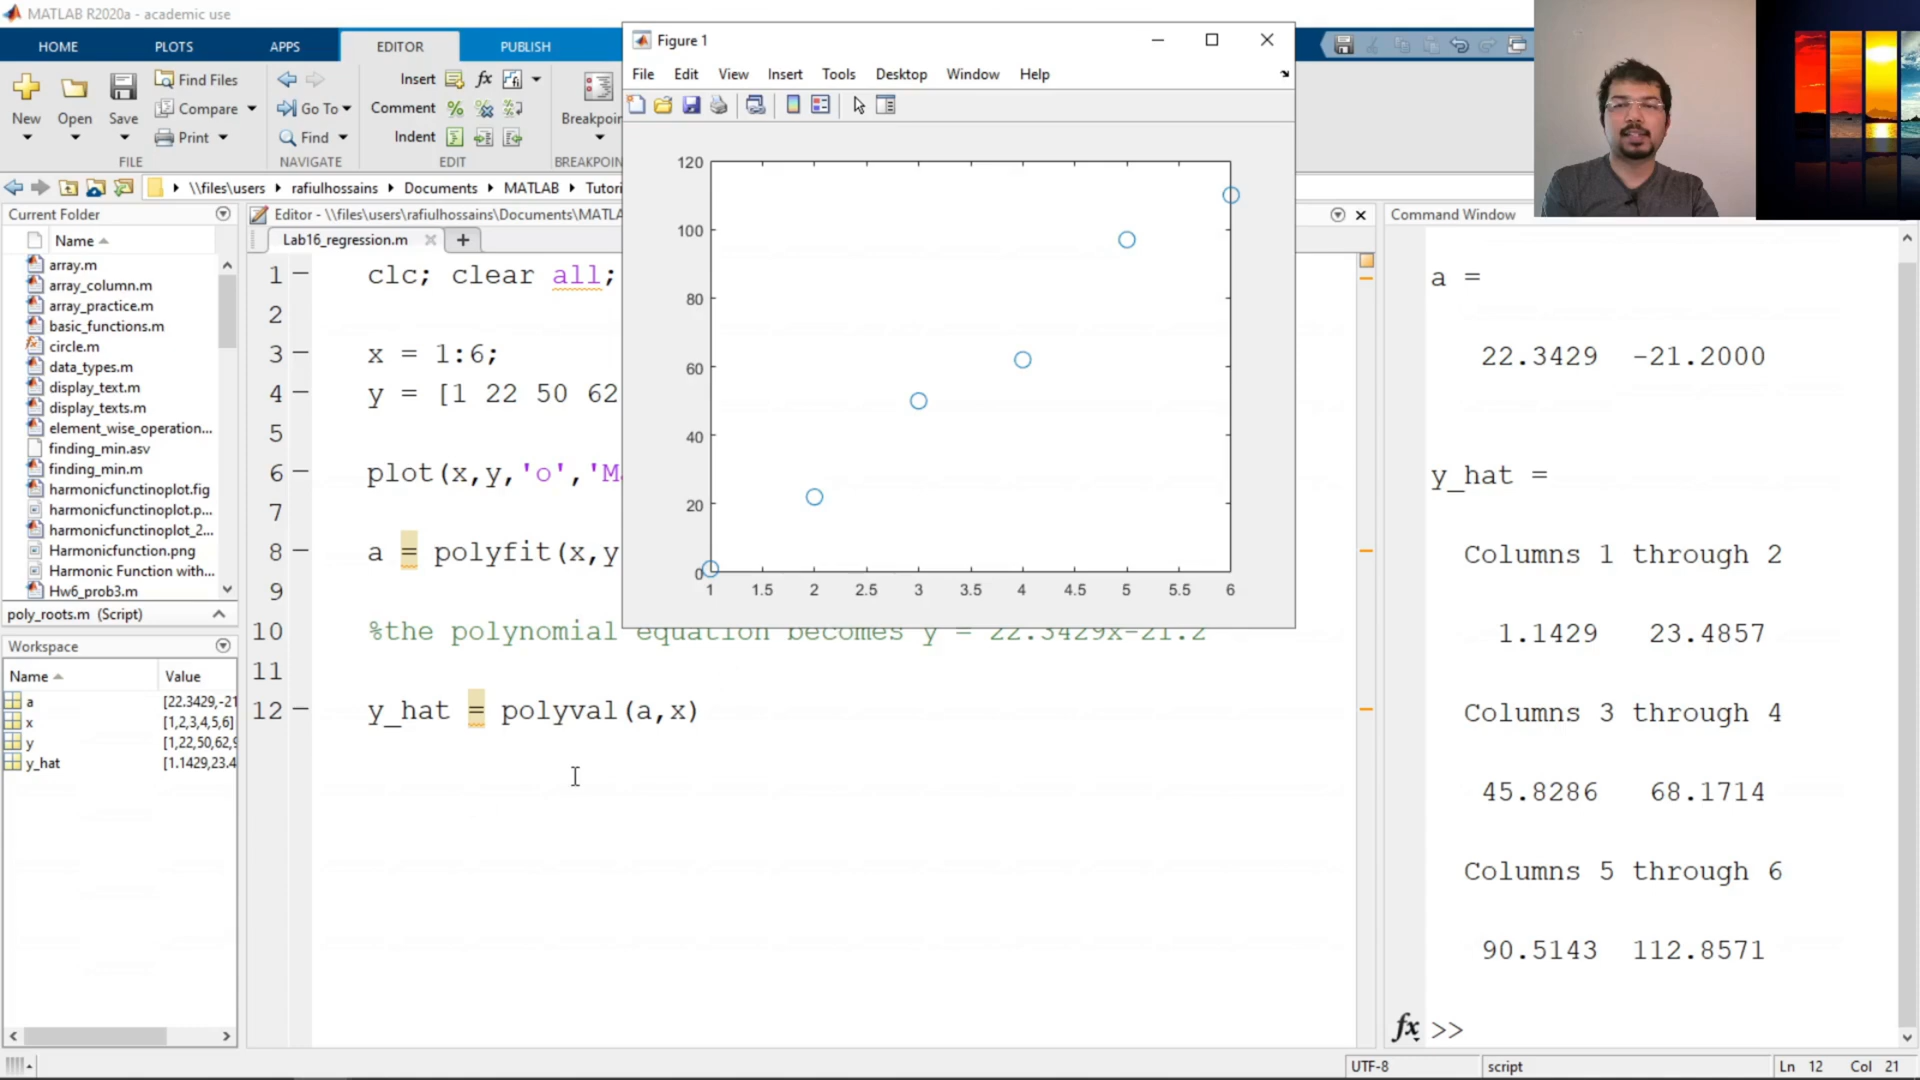 MATLAB R2020a - academic use
HOME PLOTS APPS EDITOR PUBLISH
New Open Save
Find Files
Compare
Print
FILE
Go To
Find
NAVIGATE
Insert fx
Comment
Indent
EDIT
Breakpoin
BREAKPOIN
\\files\users rafiulhossains Documents MATLAB Tutori
Current Folder
Name
array.m
array_column.m
array_practice.m
basic_functions.m
circle.m
data_types.m
display_text.m
display_texts.m
element_wise_operation...
finding_min.asv
finding_min.m
harmonicfunctinoplot.fig
harmonicfunctinoplot.p...
harmonicfunctinoplot_2...
Harmonicfunction.png
Harmonic Function with...
Hw6_prob3.m
poly_roots.m (Script)
Workspace
Name Value
a [22.3429,-21
x [1,2,3,4,5,6]
y [1,22,50,62,9
y_hat [1.1429,23.4
Editor - \\files\users\rafiulhossains\Documents\MATLA
Lab16_regression.m
1 clc; clear all;
2
3 x = 1:6;
4 y = [1 22 50 62
5
6 plot(x,y,'o','Ma
7
8 a = polyfit(x,y
9
10 %the polynomial equation becomes y = 22.3429x-21.2
11
12 y_hat = polyval(a,x)
Figure 1
File Edit View Insert Tools Desktop Window Help
120
100
80
60
40
20
0
1 1.5 2 2.5 3 3.5 4 4.5 5 5.5 6
Command Window
a =
22.3429 -21.2000
y_hat =
Columns 1 through 2
1.1429 23.4857
Columns 3 through 4
45.8286 68.1714
Columns 5 through 6
90.5143 112.8571
fx >>
UTF-8 script Ln 12 Col 21